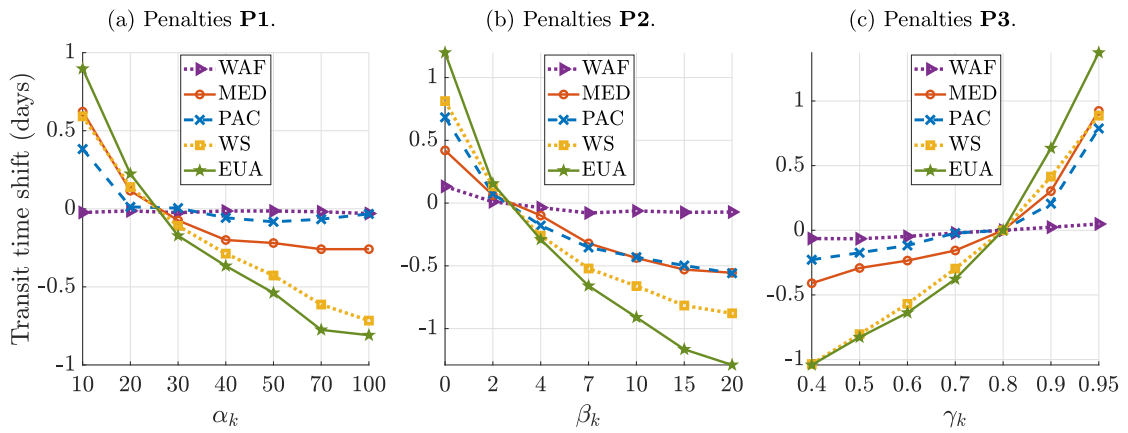 (a) Penalties P1.
Transit time shift (days)
1
0.5
0
-0.5
-1
WAF
MED
PAC
WS
EUA
10 20 30 40 50 70 100
αk
(b) Penalties P2.
1
0.5
0
-0.5
-1
WAF
MED
PAC
WS
EUA
0 2 4 7 10 15 20
βk
(c) Penalties P3.
1
0.5
0
-0.5
-1
WAF
MED
PAC
WS
EUA
0.4 0.5 0.6 0.7 0.8 0.9 0.95
γk